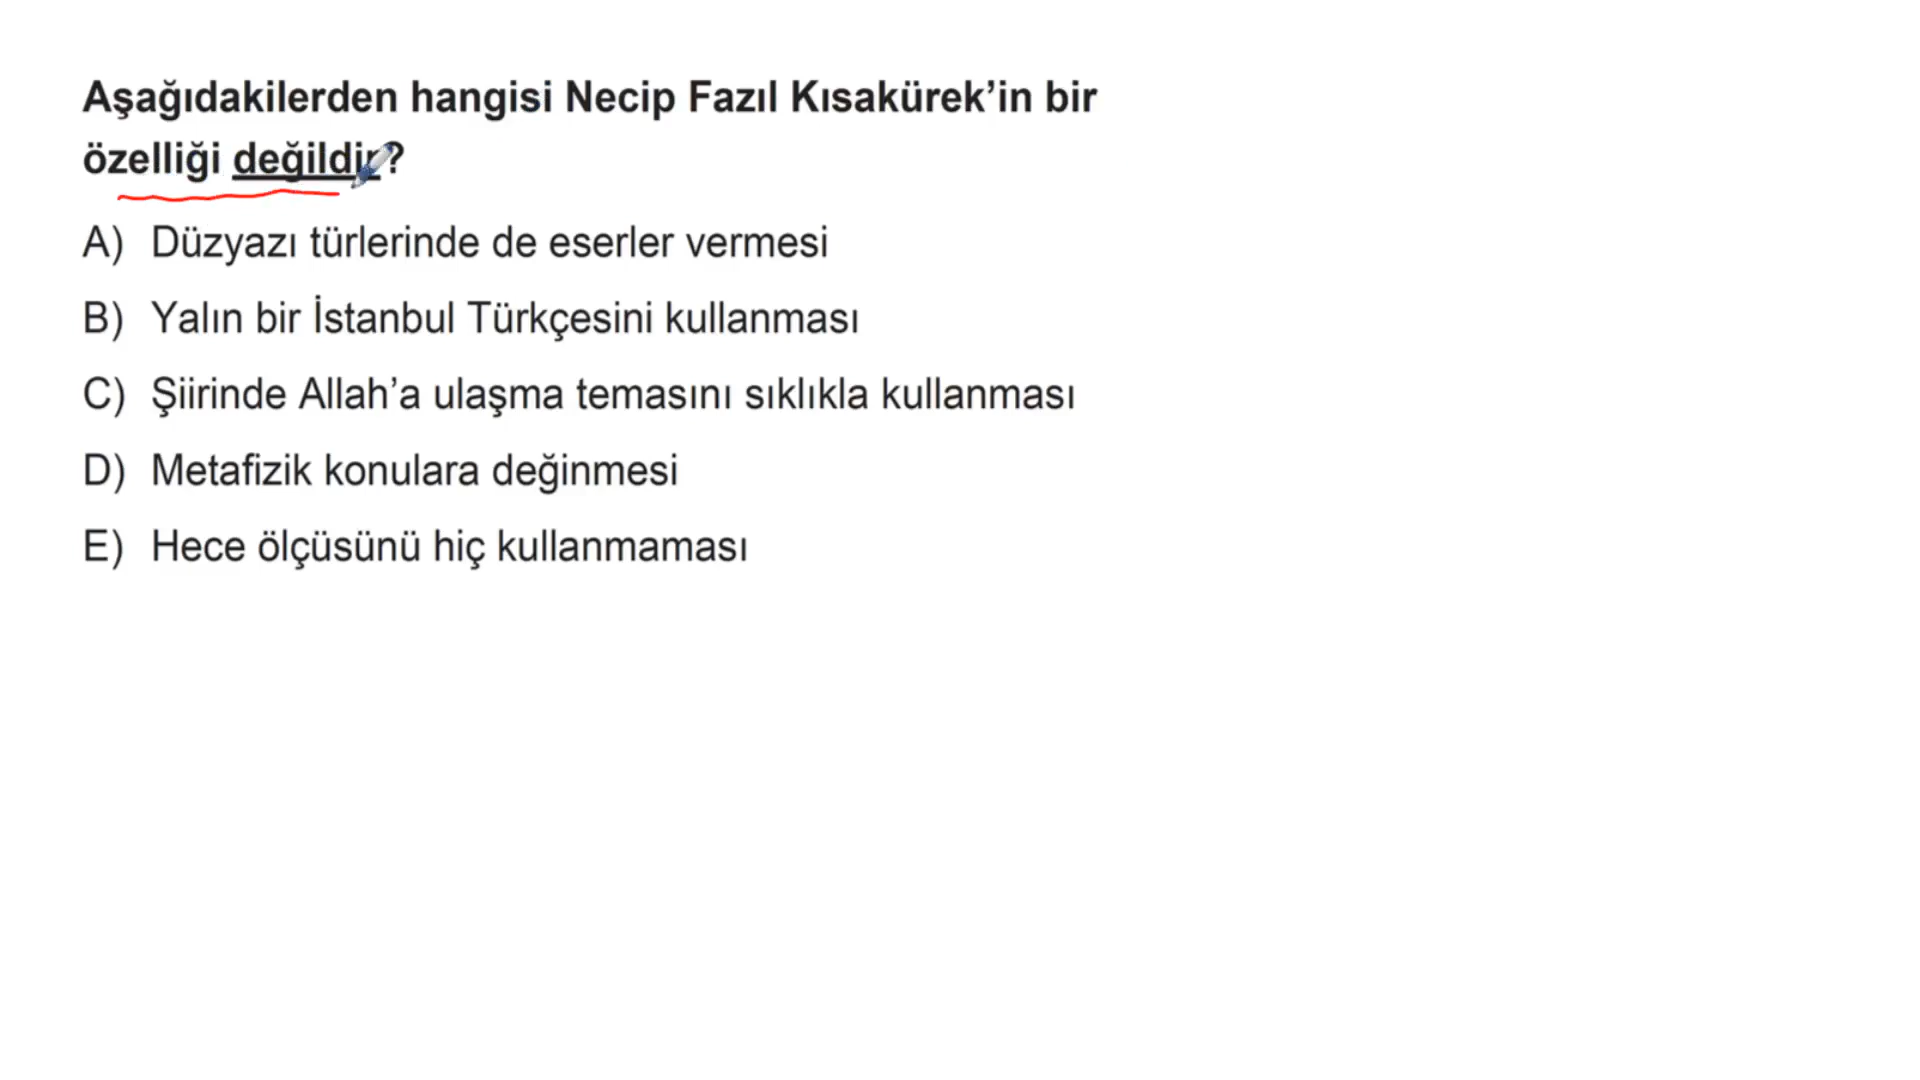 Aşağıdakilerden hangisi Necip Fazıl Kısakürek’in bir
özelliği değildir?
A) Düzyazı türlerinde de eserler vermesi
B) Yalın bir İstanbul Türkçesini kullanması
C) Şiirinde Allah’a ulaşma temasını sıklıkla kullanması
D) Metafizik konulara değinmesi
E) Hece ölçüsünü hiç kullanmaması